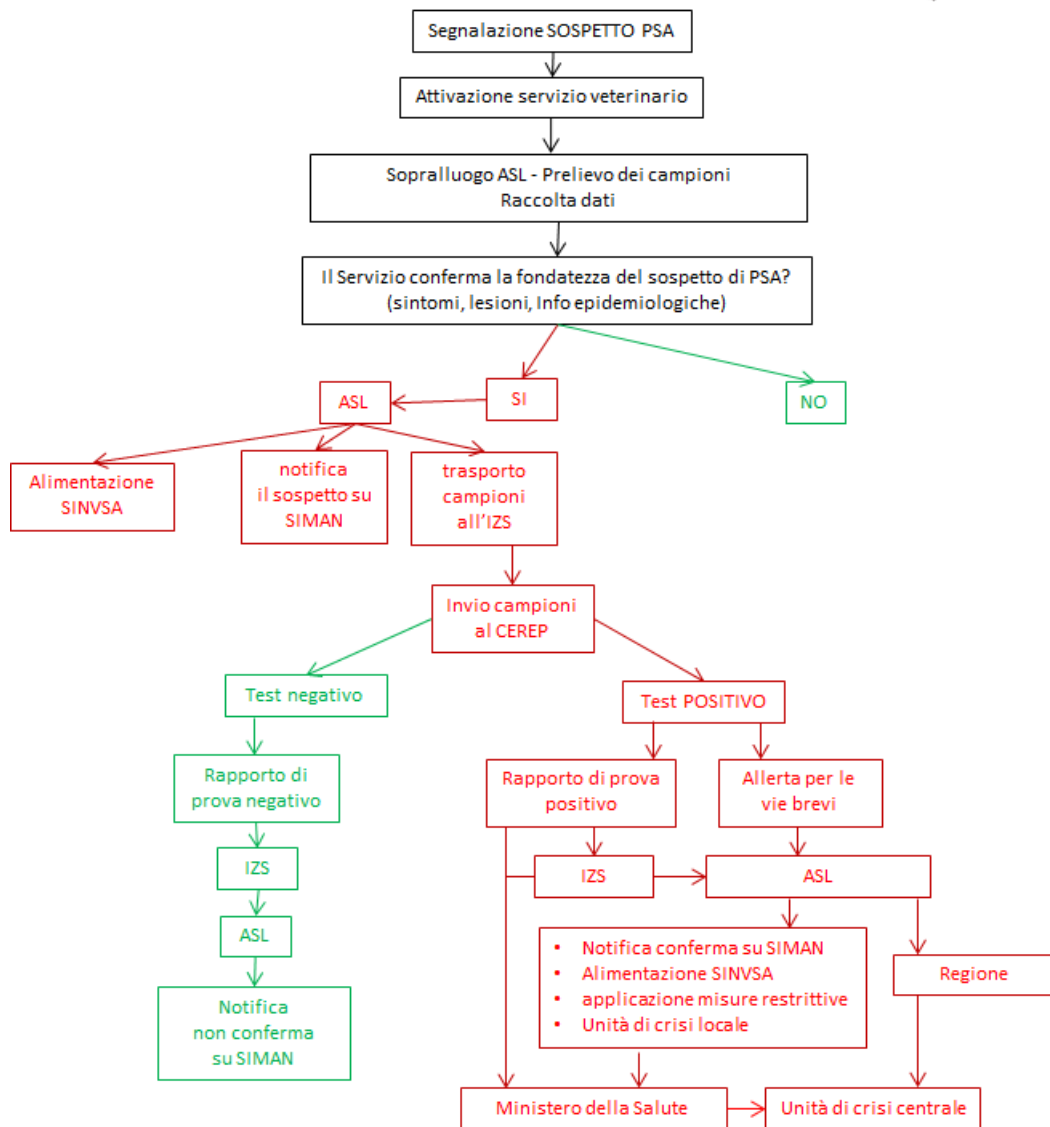 Segnalazione SOSPETTO PSA
Attivazione servizio veterinario
Sopralluogo ASL - Prelievo dei campioni
Raccolta dati
Il Servizio conferma la fondatezza del sospetto di PSA?
(sintomi, lesioni, Info epidemiologiche)
SI
NO
ASL
Alimentazione
SINVSA
notifica
il sospetto su
SIMAN
trasporto
campioni
all'IZS
Invio campioni
al CEREP
Test negativo
Test POSITIVO
Rapporto di
prova negativo
Rapporto di prova
positivo
Allerta per le
vie brevi
IZS
IZS
ASL
ASL
• Notifica conferma su SIMAN
• Alimentazione SINVSA
• applicazione misure restrittive
• Unità di crisi locale
Regione
Notifica
non conferma
su SIMAN
Ministero della Salute
Unità di crisi centrale